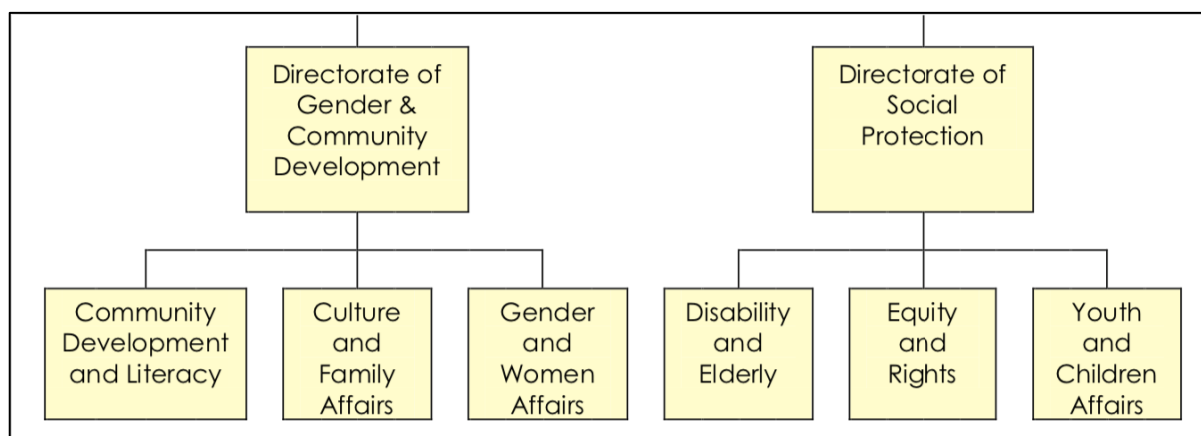 Directorate of
Gender &
Community
Development
Directorate of
Social
Protection
Community
Development
and Literacy
Culture
and
Family
Affairs
Gender
and
Women
Affairs
Disability
and
Elderly
Equity
and
Rights
Youth
and
Children
Affairs